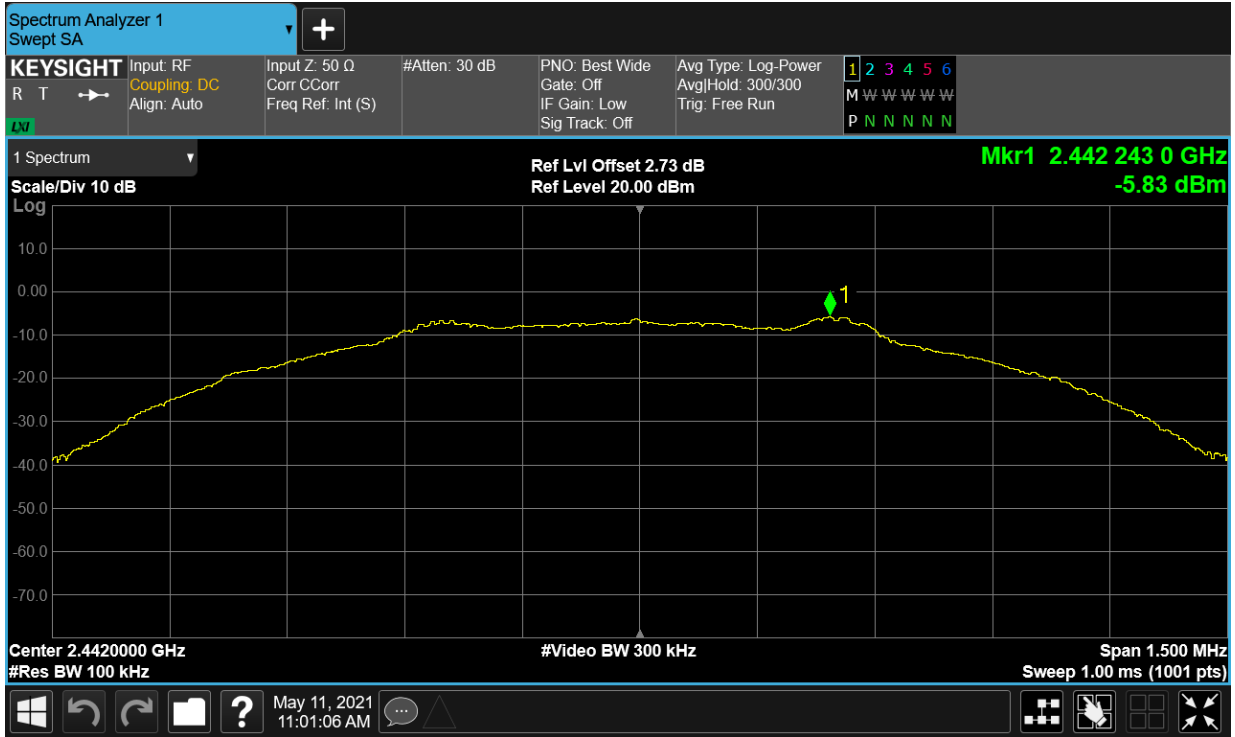 Spectrum Analyzer 1
Swept SA
KEYSIGHT
R T
LXI
Input: RF
Coupling: DC
Align: Auto
Input Z: 50 Ω
Corr CCorr
Freq Ref: Int (S)
#Atten: 30 dB
PNO: Best Wide
Gate: Off
IF Gain: Low
Sig Track: Off
Avg Type: Log-Power
Avg|Hold: 300/300
Trig: Free Run
1 2 3 4 5 6
M W W W W W
P N N N N N
1 Spectrum
Scale/Div 10 dB
Ref Lvl Offset 2.73 dB
Ref Level 20.00 dBm
Mkr1 2.442 243 0 GHz
-5.83 dBm
Log
10.0
0.00
-10.0
-20.0
-30.0
-40.0
-50.0
-60.0
-70.0
1
Center 2.4420000 GHz
#Res BW 100 kHz
#Video BW 300 kHz
Span 1.500 MHz
Sweep 1.00 ms (1001 pts)
?
May 11, 2021
11:01:06 AM